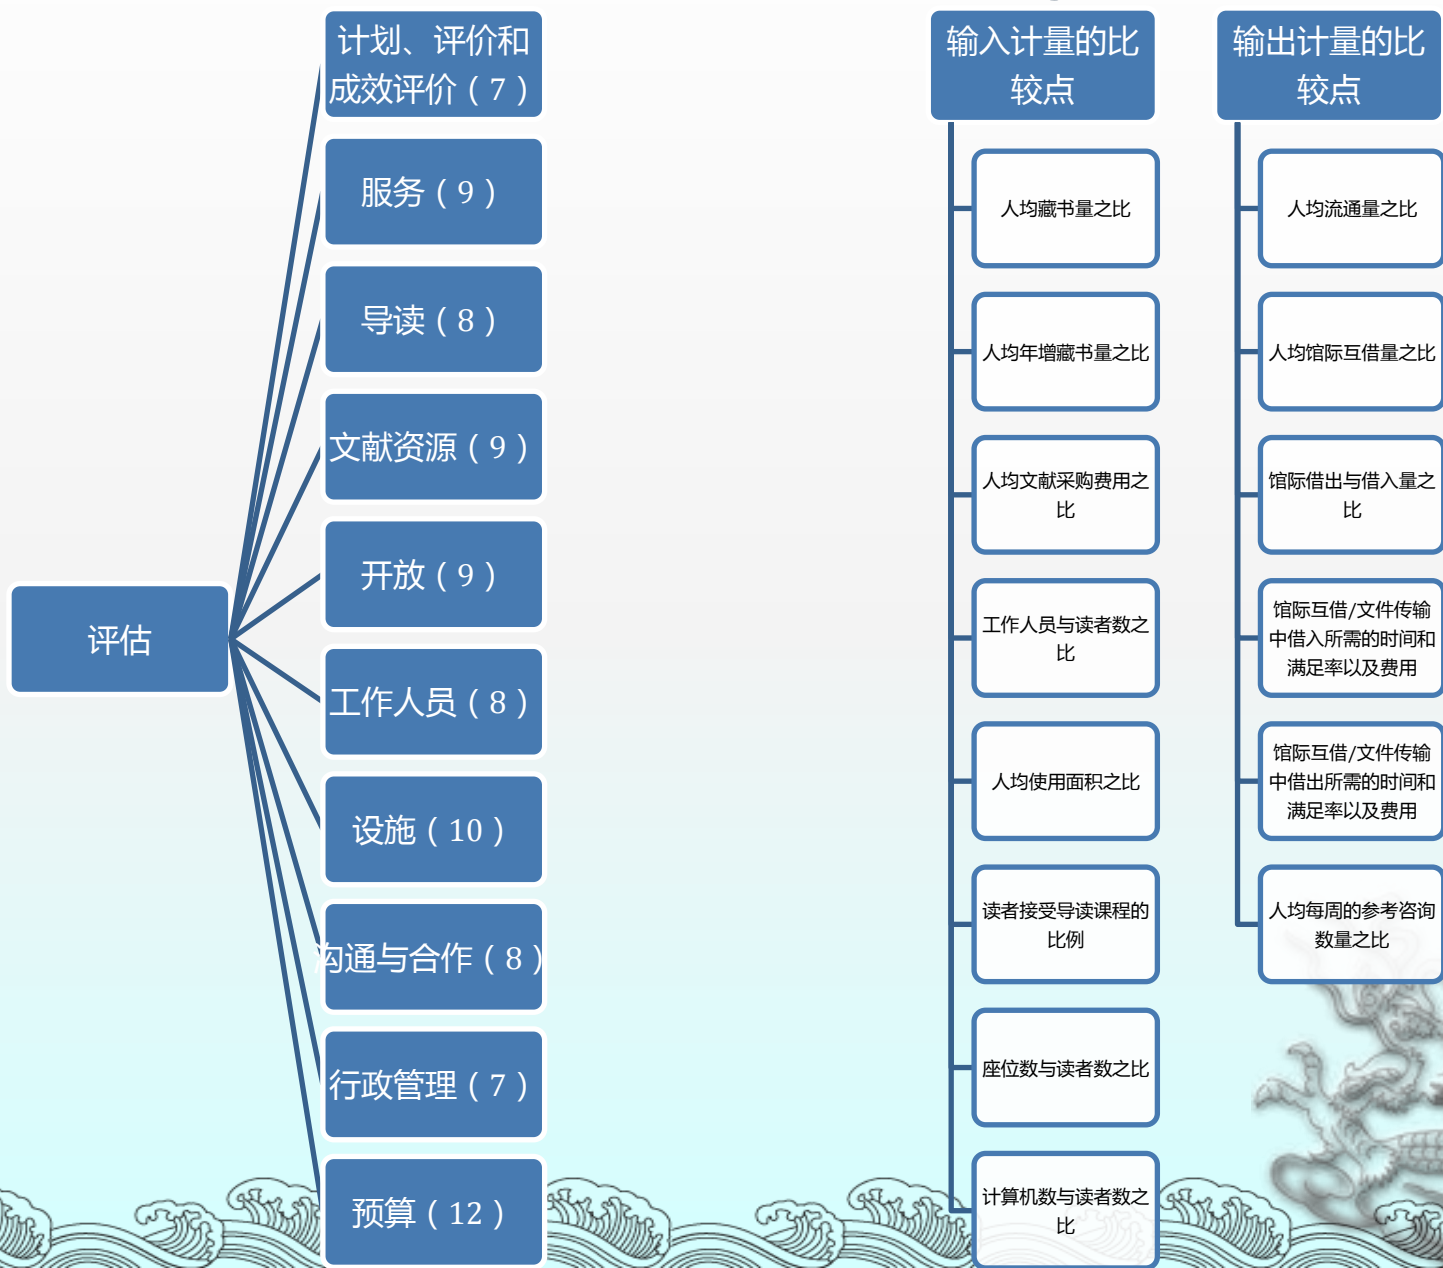 评估
计划、评价和
成效评价（7）
服务（9）
导读（8）
文献资源（9）
开放（9）
工作人员（8）
设施（10）
沟通与合作（8）
行政管理（7）
预算（12）
输入计量的比
较点
人均藏书量之比
人均年增藏书量之比
人均文献采购费用之
比
工作人员与读者数之
比
人均使用面积之比
读者接受导读课程的
比例
座位数与读者数之比
计算机数与读者数之
比
输出计量的比
较点
人均流通量之比
人均馆际互借量之比
馆际借出与借入量之
比
馆际互借/文件传输
中借入所需的时间和
满足率以及费用
馆际互借/文件传输
中借出所需的时间和
满足率以及费用
人均每周的参考咨询
数量之比